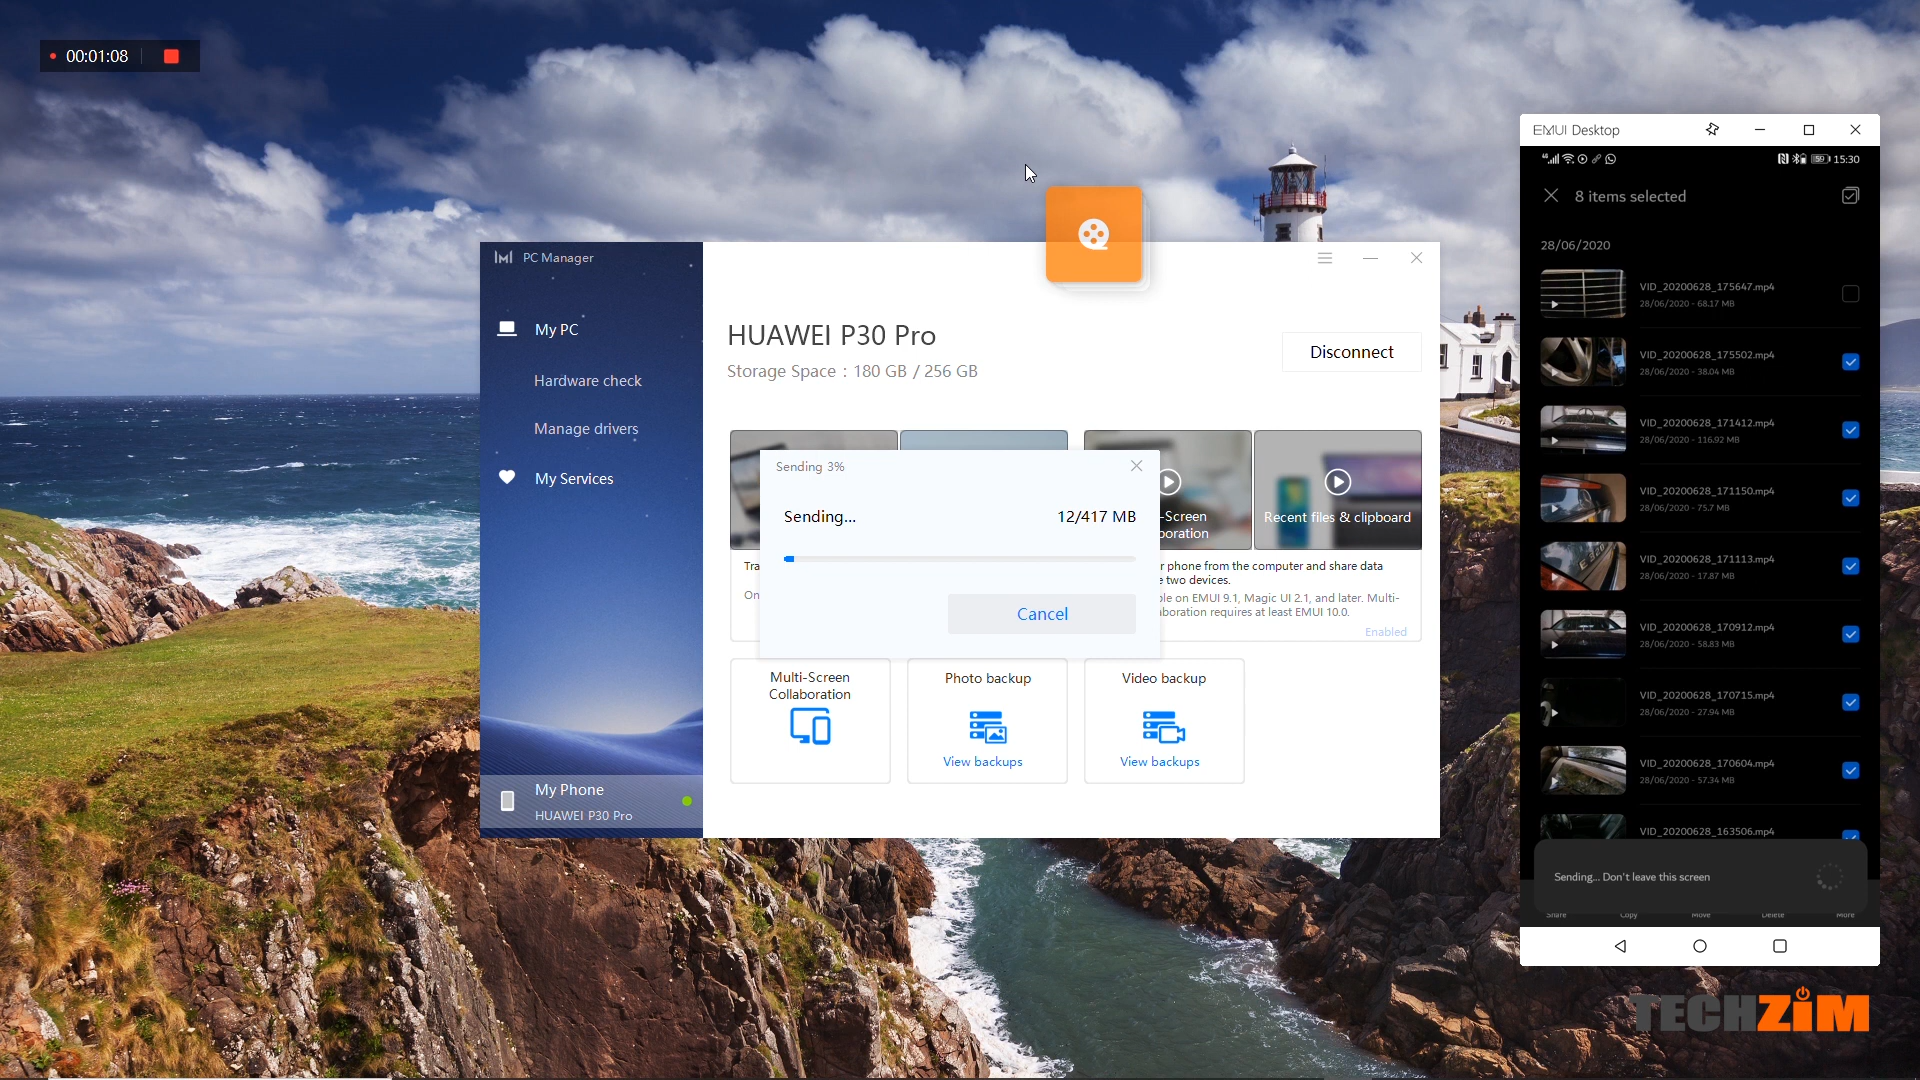 00:01:08
PC Manager
My PC
Hardware check
Manage drivers
My Services
My Phone
HUAWEI P30 Pro
HUAWEI P30 Pro
Storage Space : 180 GB / 256 GB
Disconnect
-Screen
boration
Recent files & clipboard
Tra
On
r phone from the computer and share data
e two devices.
ble on EMUI 9.1, Magic UI 2.1, and later. Multi-
aboration requires at least EMUI 10.0.
Enabled
Sending 3%
Sending...
12/417 MB
Cancel
Multi-Screen
Collaboration
Photo backup
View backups
Video backup
View backups
EMUI Desktop
59
15:30
8 items selected
28/06/2020
VID_20200628_175647.mp4
28/06/2020 - 68.17 MB
VID_20200628_175502.mp4
28/06/2020 - 38.04 MB
VID_20200628_171412.mp4
28/06/2020 - 116.92 MB
VID_20200628_171150.mp4
28/06/2020 - 75.7 MB
VID_20200628_171113.mp4
28/06/2020 - 17.87 MB
VID_20200628_170912.mp4
28/06/2020 - 58.83 MB
VID_20200628_170715.mp4
28/06/2020 - 27.94 MB
VID_20200628_170604.mp4
28/06/2020 - 57.34 MB
VID_20200628_163506.mp4
Sending... Don't leave this screen
Share
Copy
Move
Delete
More
TECHZiM